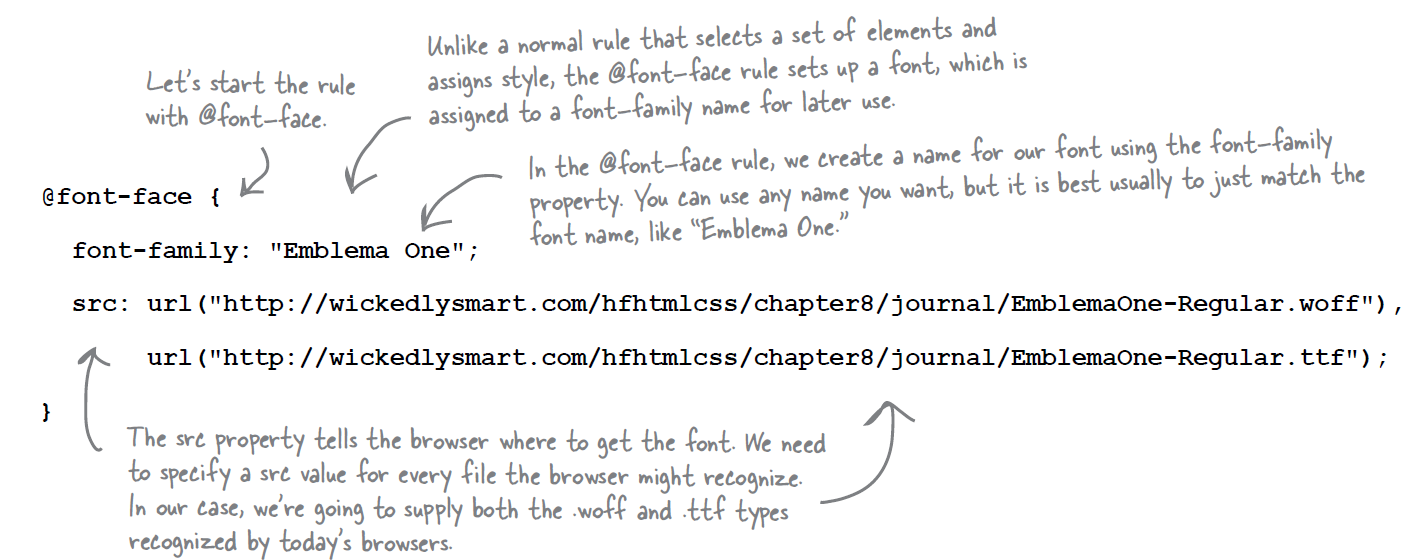 Let's start the rule
with @font-face.
Unlike a normal rule that selects a set of elements and
assigns style, the @font-face rule sets up a font, which is
assigned to a font-family name for later use.
In the @font-face rule, we create a name for our font using the font-family
property. You can use any name you want, but it is best usually to just match the
font name, like “Emblema One.”
@font-face {
font-family: "Emblema One";
src: url("http://wickedlysmart.com/hfhtmlcss/chapter8/journal/EmblemaOne-Regular.woff"),
url("http://wickedlysmart.com/hfhtmlcss/chapter8/journal/EmblemaOne-Regular.ttf");
}
The src property tells the browser where to get the font. We need
to specify a src value for every file the browser might recognize.
In our case, we're going to supply both the .woff and .ttf types
recognized by today's browsers.